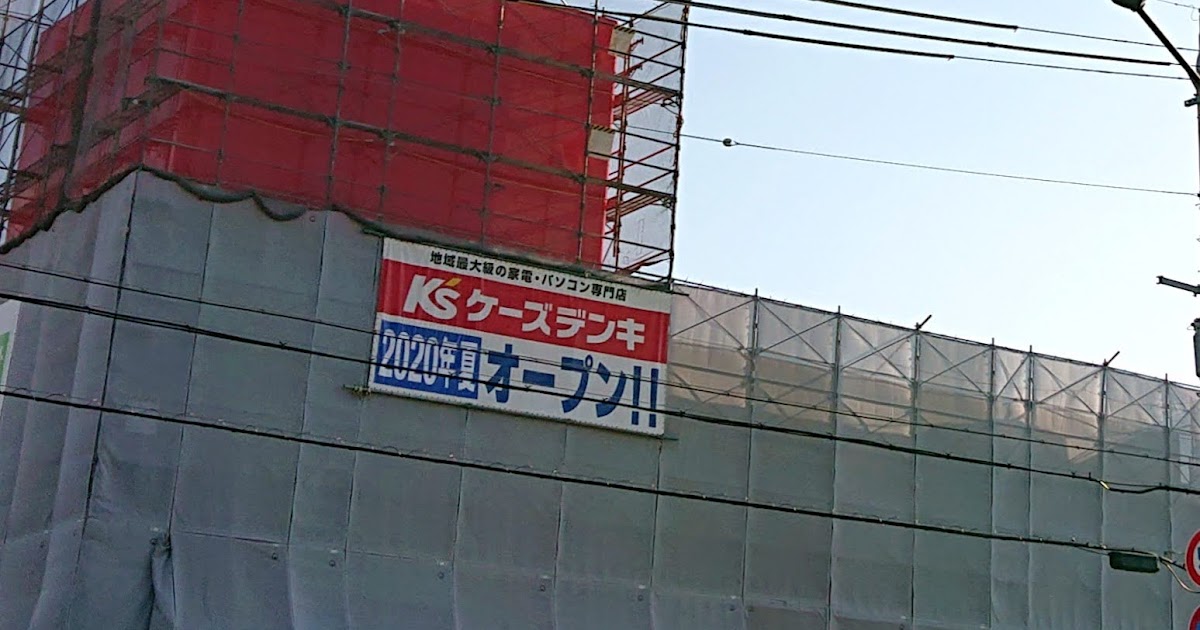 地域最大級の家電・パソコン専門店
K's ケーズデンキ
2020年夏 オープン!!